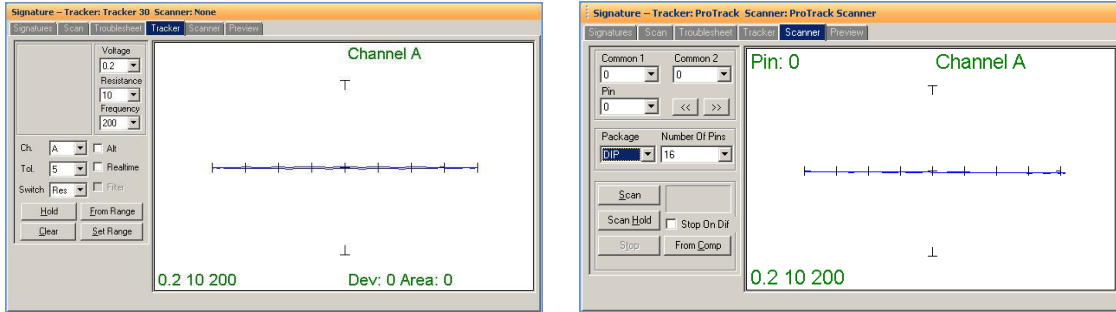 Signature -- Tracker: Tracker 30 Scanner: None
Signatures Scan Troublesheet Tracker Scanner Preview
Voltage
0.2
Resistance
10
Frequency
200
Ch. A Alt
Tol. 5 Realtime
Switch Res Filter
Hold From Range
Clear Set Range
Channel A
0.2 10 200 Dev: 0 Area: 0
Signature -- Tracker: ProTrack Scanner: ProTrack Scanner
Signatures Scan Troublesheet Tracker Scanner Preview
Common 1 Common 2
0 0
Pin
0 << >>
Package Number Of Pins
DIP 16
Scan
Scan Hold Stop On Dif
Stop From Comp
Pin: 0 Channel A
0.2 10 200